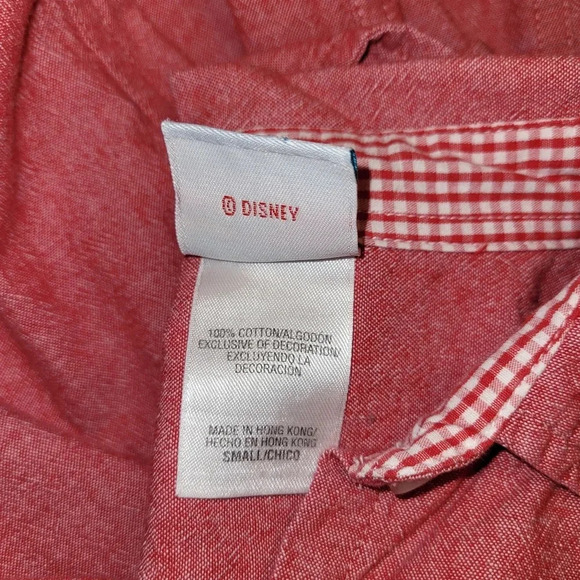 © DISNEY
100% COTTON/ALGODON
EXCLUSIVE OF DECORATION/
EXCLUYENDO LA
DECORACIÓN
MADE IN HONG KONG/
HECHO EN HONG KONG
SMALL/CHICO